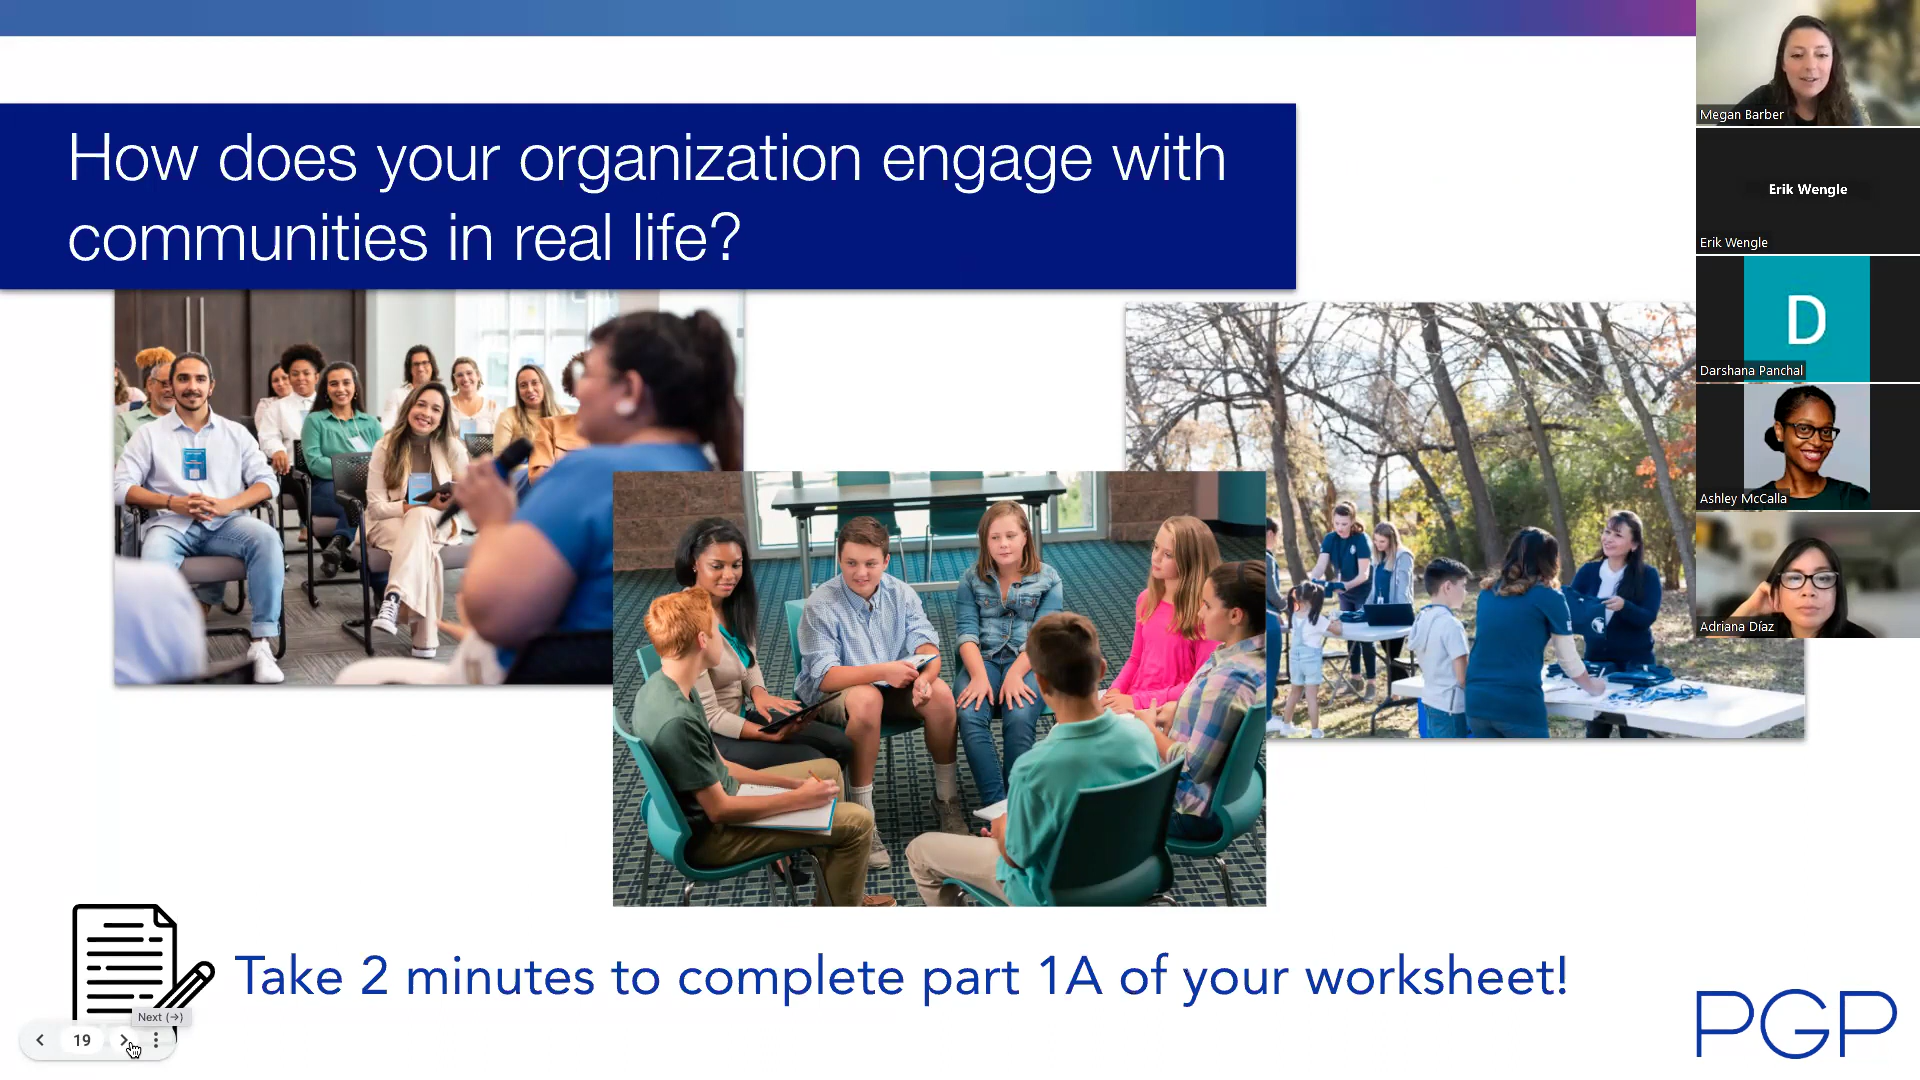 How does your organization engage with
communities in real life?
Take 2 minutes to complete part 1A of your worksheet!
Next (→)
19
PGP
Megan Barber
Erik Wengle
Erik Wengle
D
Darshana Panchal
Ashley McCalla
Adriana Díaz